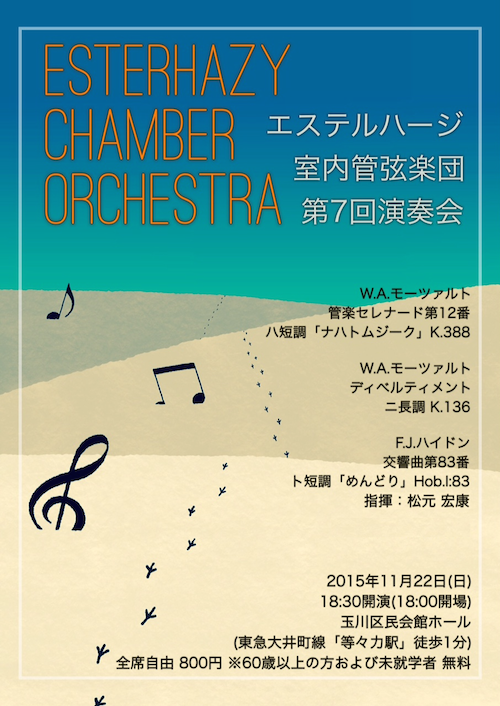 ESTERHAZY
CHAMBER
ORCHESTRA
エステルハージ
室内管弦楽団
第7回演奏会
W.A.モーツァルト
管楽セレナード第12番
ハ短調「ナハトムジーク」K.388
W.A.モーツァルト
ディベルティメント
ニ長調 K.136
F.J.ハイドン
交響曲第83番
ト短調「めんどり」Hob.I:83
指揮：松元 宏康
2015年11月22日(日)
18:30開演(18:00開場)
玉川区民会館ホール
(東急大井町線「等々力駅」徒歩1分)
全席自由 800円 ※60歳以上の方および未就学者 無料